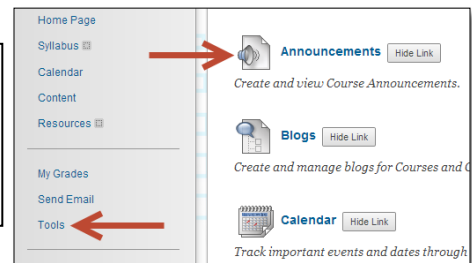 Home Page
Syllabus
Calendar
Content
Resources
My Grades
Send Email
Tools
Announcements Hide Link
Create and view Course Announcements.
Blogs Hide Link
Create and manage blogs for Courses and
Calendar Hide Link
Track important events and dates through